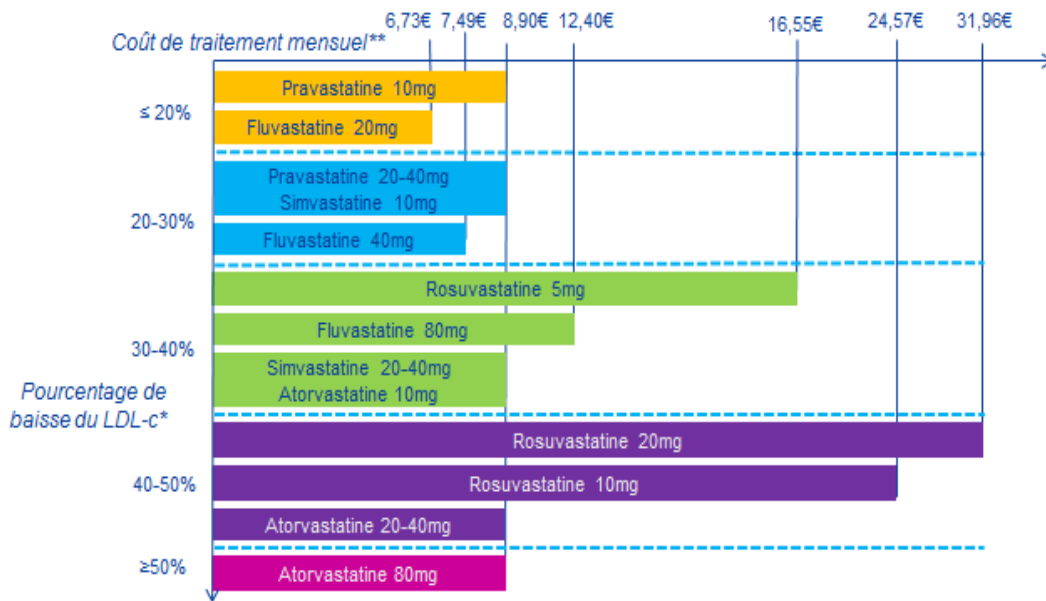 6,73€ 7,49€ 8,90€ 12,40€ 16,55€ 24,57€ 31,96€
Coût de traitement mensuel**
≤ 20%
Pravastatine 10mg
Fluvastatine 20mg
20-30%
Pravastatine 20-40mg
Simvastatine 10mg
Fluvastatine 40mg
30-40%
Rosuvastatine 5mg
Fluvastatine 80mg
Simvastatine 20-40mg
Atorvastatine 10mg
Pourcentage de
baisse du LDL-c*
40-50%
Rosuvastatine 20mg
Rosuvastatine 10mg
Atorvastatine 20-40mg
≥50%
Atorvastatine 80mg